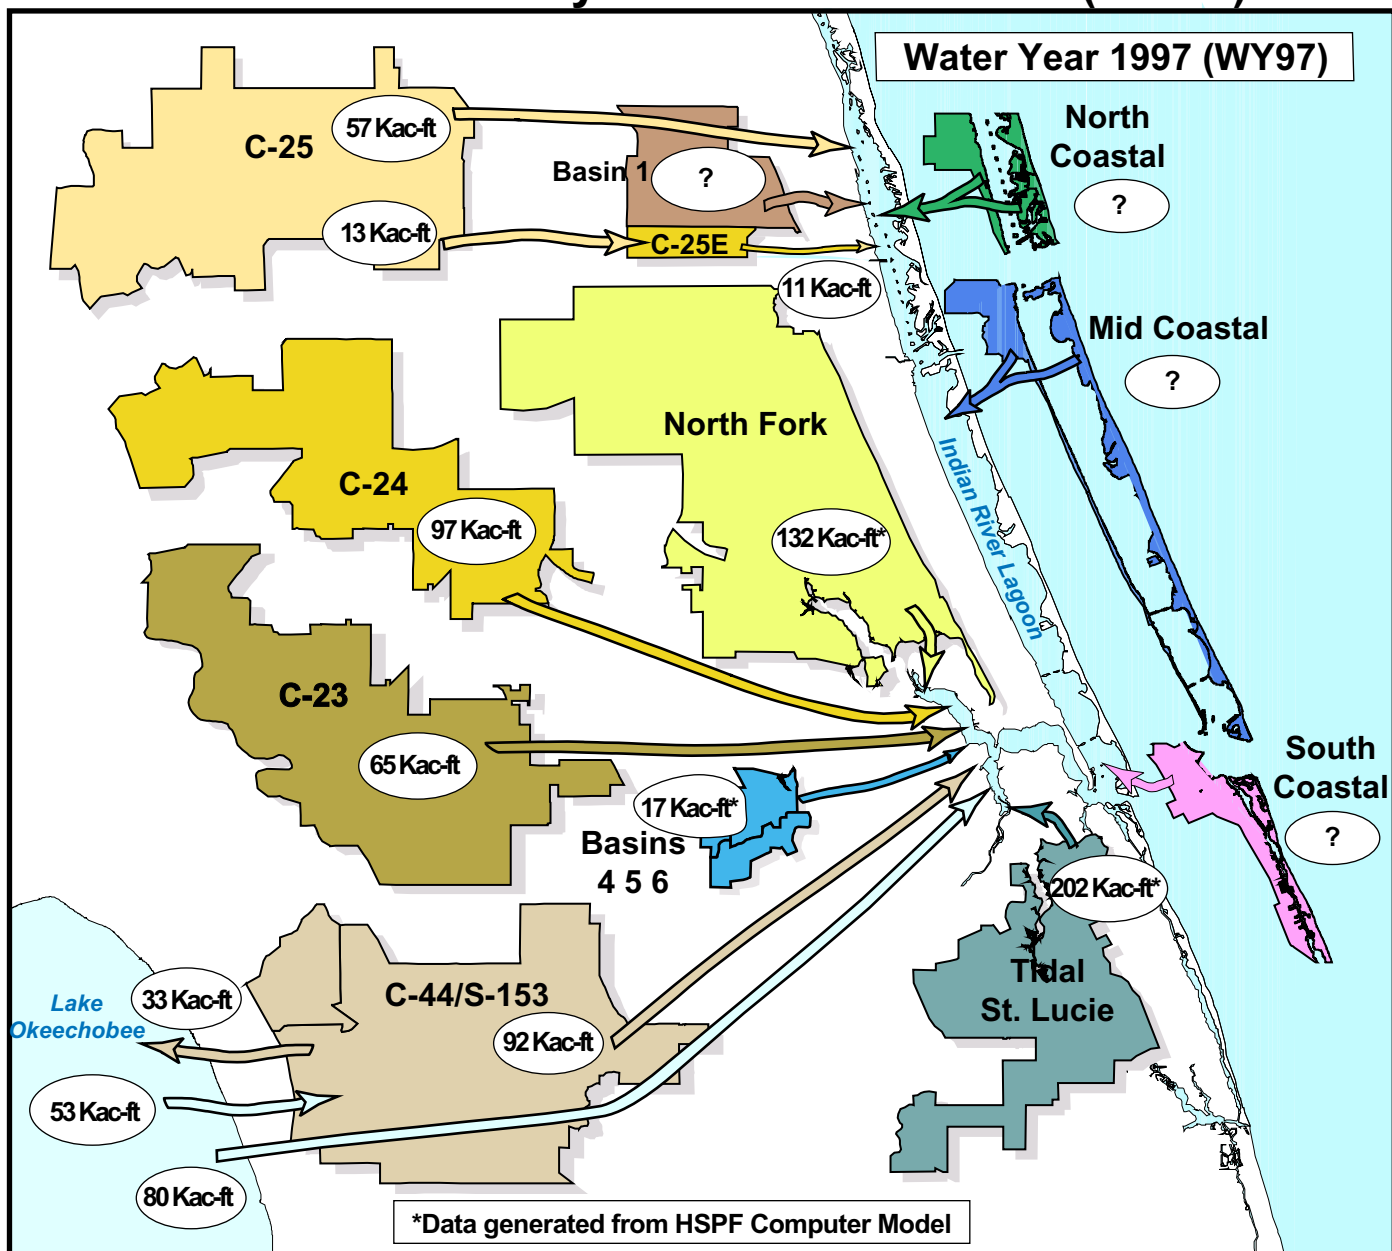 Water Year 1997 (WY97)
North
Coastal
?
57 Kac-ft
C-25
Basin 1
?
13 Kac-ft
C-25E
11 Kac-ft
Mid Coastal
?
North Fork
C-24
97 Kac-ft
132 Kac-ft*
Indian River Lagoon
C-23
65 Kac-ft
17 Kac-ft*
Basins
4 5 6
South
Coastal
?
202 Kac-ft*
Tidal
St. Lucie
33 Kac-ft
Lake
Okeechobee
C-44/S-153
92 Kac-ft
53 Kac-ft
80 Kac-ft
*Data generated from HSPF Computer Model